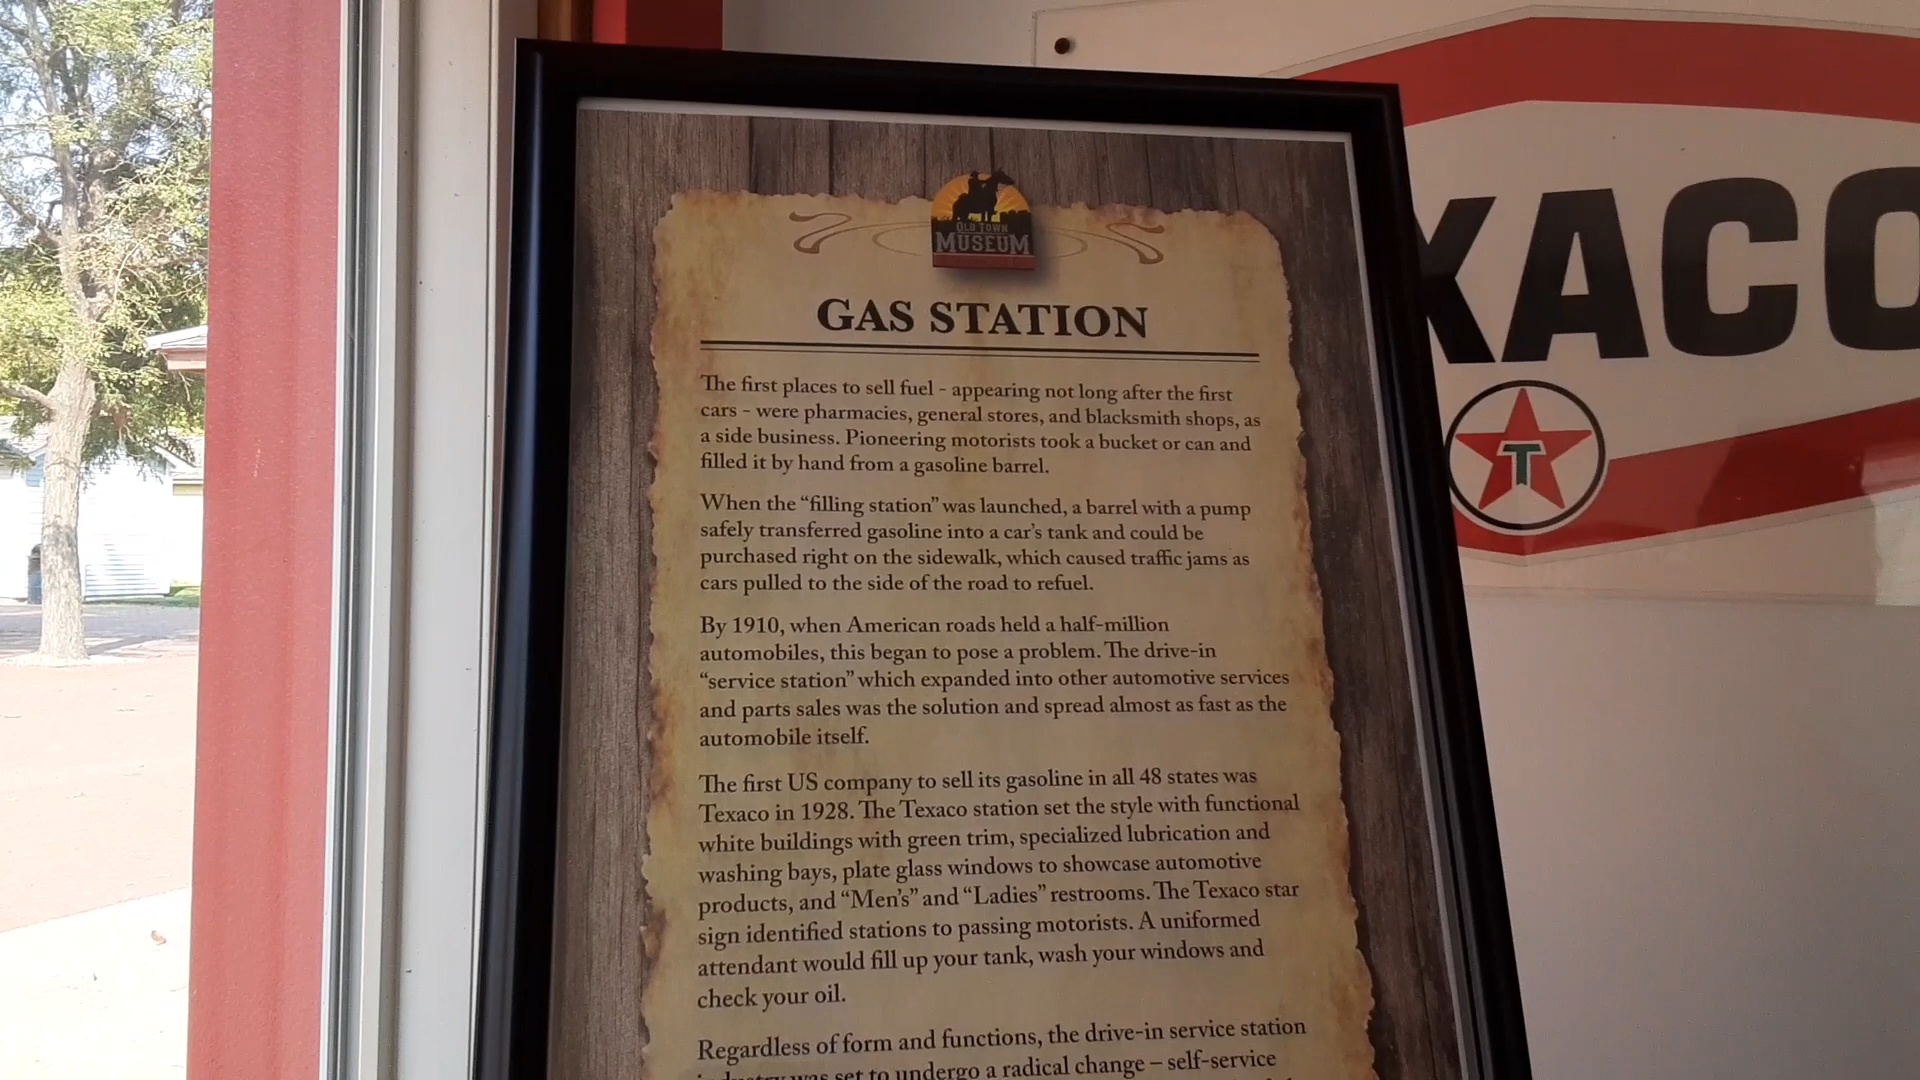 OLD TOWN
MUSEUM
GAS STATION
The first places to sell fuel - appearing not long after the first
cars - were pharmacies, general stores, and blacksmith shops, as
a side business. Pioneering motorists took a bucket or can and
filled it by hand from a gasoline barrel.
When the “filling station” was launched, a barrel with a pump
safely transferred gasoline into a car’s tank and could be
purchased right on the sidewalk, which caused traffic jams as
cars pulled to the side of the road to refuel.
By 1910, when American roads held a half-million
automobiles, this began to pose a problem. The drive-in
“service station” which expanded into other automotive services
and parts sales was the solution and spread almost as fast as the
automobile itself.
The first US company to sell its gasoline in all 48 states was
Texaco in 1928. The Texaco station set the style with functional
white buildings with green trim, specialized lubrication and
washing bays, plate glass windows to showcase automotive
products, and “Men’s” and “Ladies” restrooms. The Texaco star
sign identified stations to passing motorists. A uniformed
attendant would fill up your tank, wash your windows and
check your oil.
Regardless of form and functions, the drive-in service station
industry was set to undergo a radical change – self-service
XACO
T